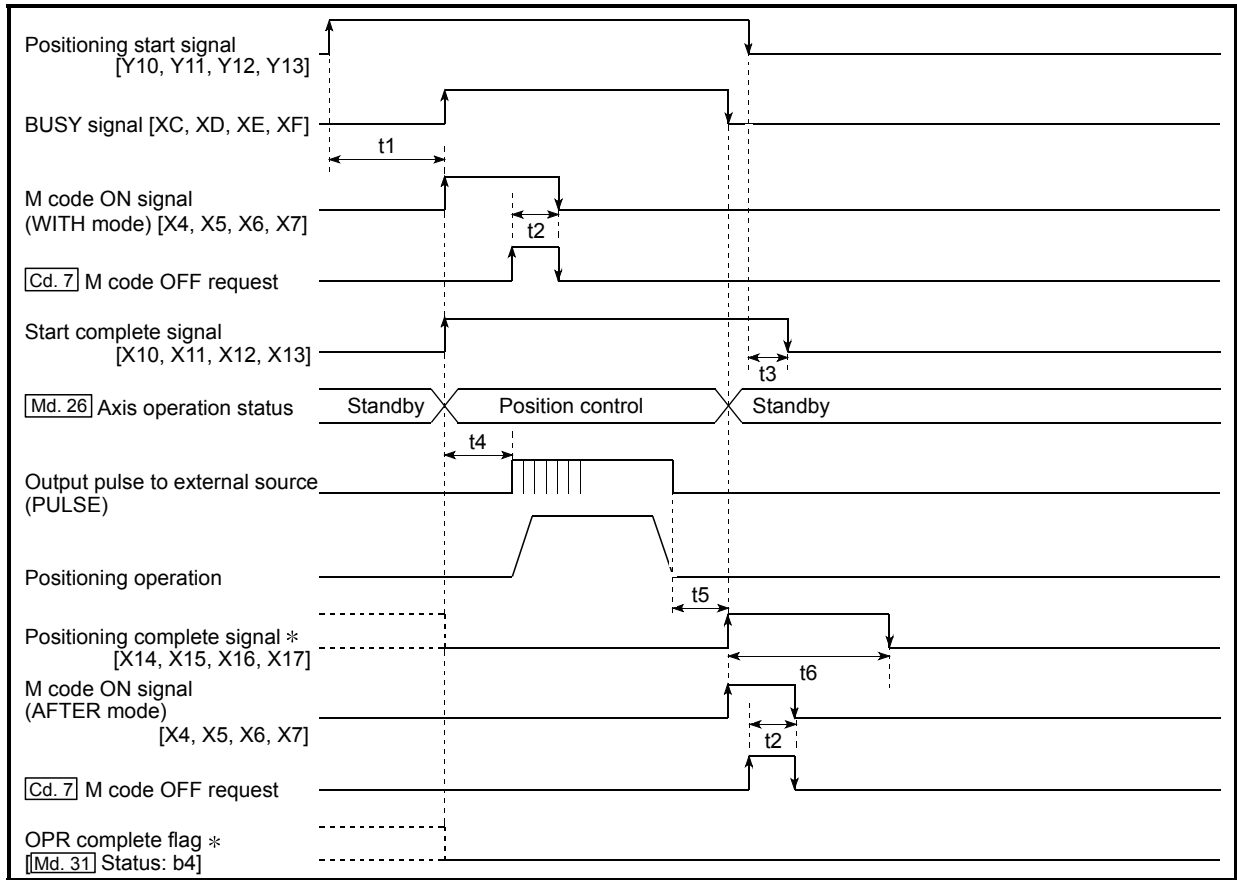 Positioning start signal
[Y10, Y11, Y12, Y13]
BUSY signal [XC, XD, XE, XF]
t1
M code ON signal
(WITH mode) [X4, X5, X6, X7]
t2
Cd. 7 M code OFF request
Start complete signal
[X10, X11, X12, X13]
t3
Md. 26 Axis operation status
Standby
Position control
Standby
t4
Output pulse to external source
(PULSE)
Positioning operation
t5
Positioning complete signal *
[X14, X15, X16, X17]
t6
M code ON signal
(AFTER mode)
[X4, X5, X6, X7]
t2
Cd. 7 M code OFF request
OPR complete flag *
[Md. 31 Status: b4]